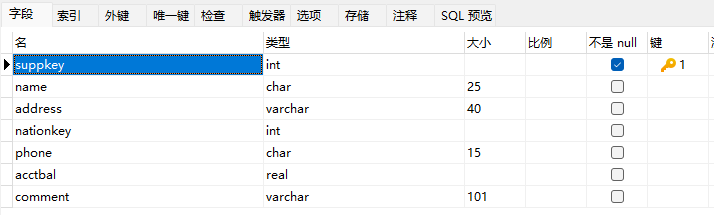 字段 索引 外键 唯一键 检查 触发器 选项 存储 注释 SQL 预览
名 类型 大小 比例 不是 null 键
suppkey int 1
name char 25
address varchar 40
nationkey int
phone char 15
acctbal real
comment varchar 101